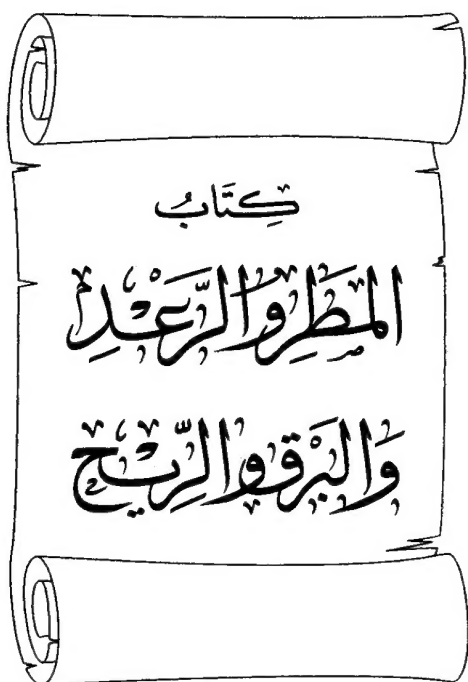 كِتَابُ
المَطَرِ وَالرَّعْدِ
وَالبَرْقِ وَالرِّيحِ